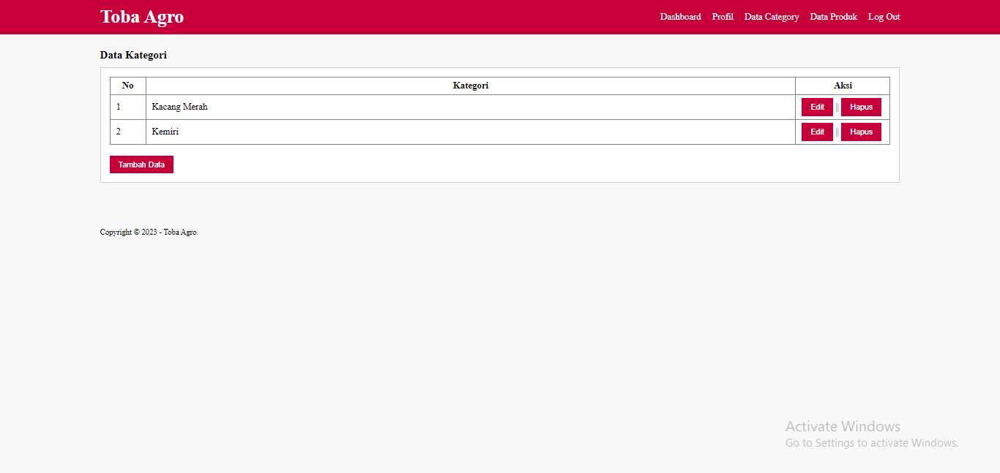 Toba Agro
Dashboard Profil Data Category Data Produk Log Out
Data Kategori
No Kategori Aksi
1 Kacang Merah Edit || Hapus
2 Kemiri Edit || Hapus
Tambah Data
Copyright © 2023 - Toba Agro.
Activate Windows
Go to Settings to activate Windows.